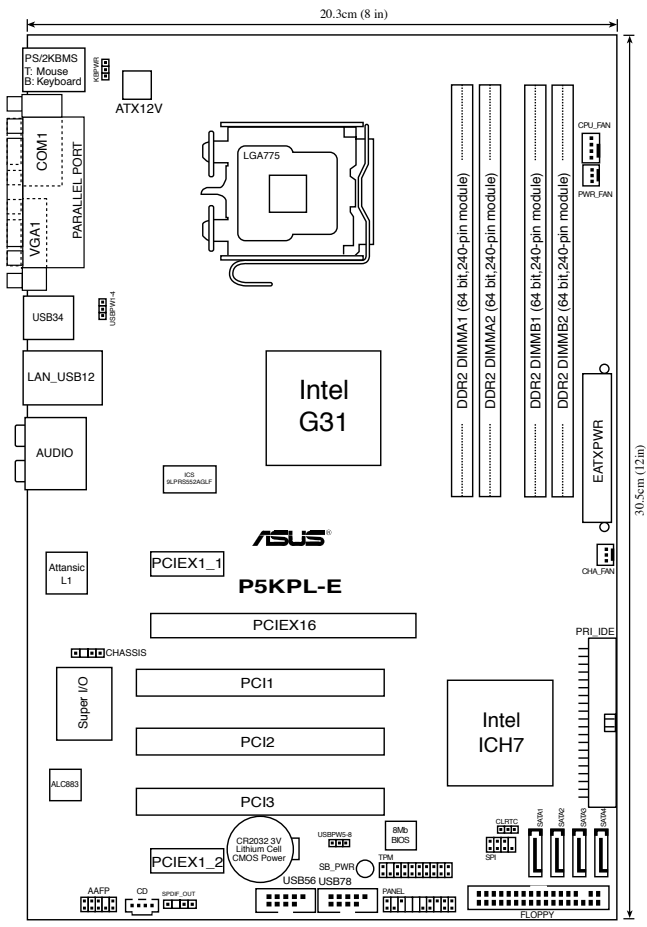 20.3cm (8 in)
PS/2KBMS
T: Mouse
B: Keyboard
KBPWR
ATX12V
COM1
PARALLEL PORT
VGA1
LGA775
CPU_FAN
PWR_FAN
DDR2 DIMMA1 (64 bit,240-pin module)
DDR2 DIMMA2 (64 bit,240-pin module)
DDR2 DIMMB1 (64 bit,240-pin module)
DDR2 DIMMB2 (64 bit,240-pin module)
USB34
USBPW1-4
LAN_USB12
Intel
G31
AUDIO
EATXPWR
30.5cm (12in)
ICS
9LPRS552AGLF
ASUS®
CHA_FAN
Attansic
L1
PCIEX1_1
P5KPL-E
PCIEX16
PRI_IDE
CHASSIS
Super I/O
PCI1
Intel
ICH7
PCI2
ALC883
PCI3
CR2032 3V
Lithium Cell
CMOS Power
USBPW5-8
8Mb
BIOS
CLRTC
SATA1
SATA2
SATA3
SATA4
SPI
PCIEX1_2
SB_PWR
TPM
USB56
USB78
PANEL
AAFP
CD
SPDIF_OUT
FLOPPY